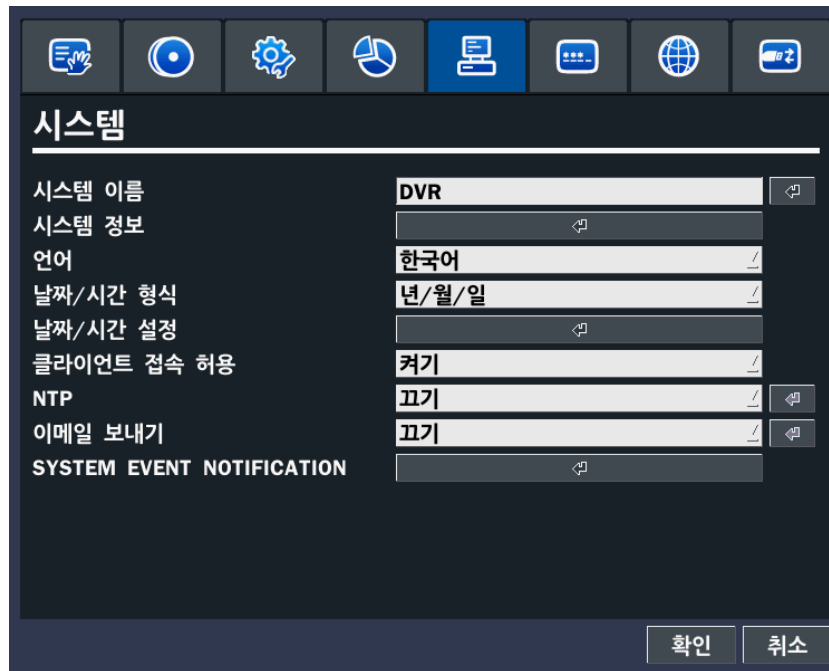 시스템
시스템 이름 DVR
시스템 정보
언어 한국어
날짜/시간 형식 년/월/일
날짜/시간 설정
클라이언트 접속 허용 켜기
NTP 끄기
이메일 보내기 끄기
SYSTEM EVENT NOTIFICATION
확인 취소